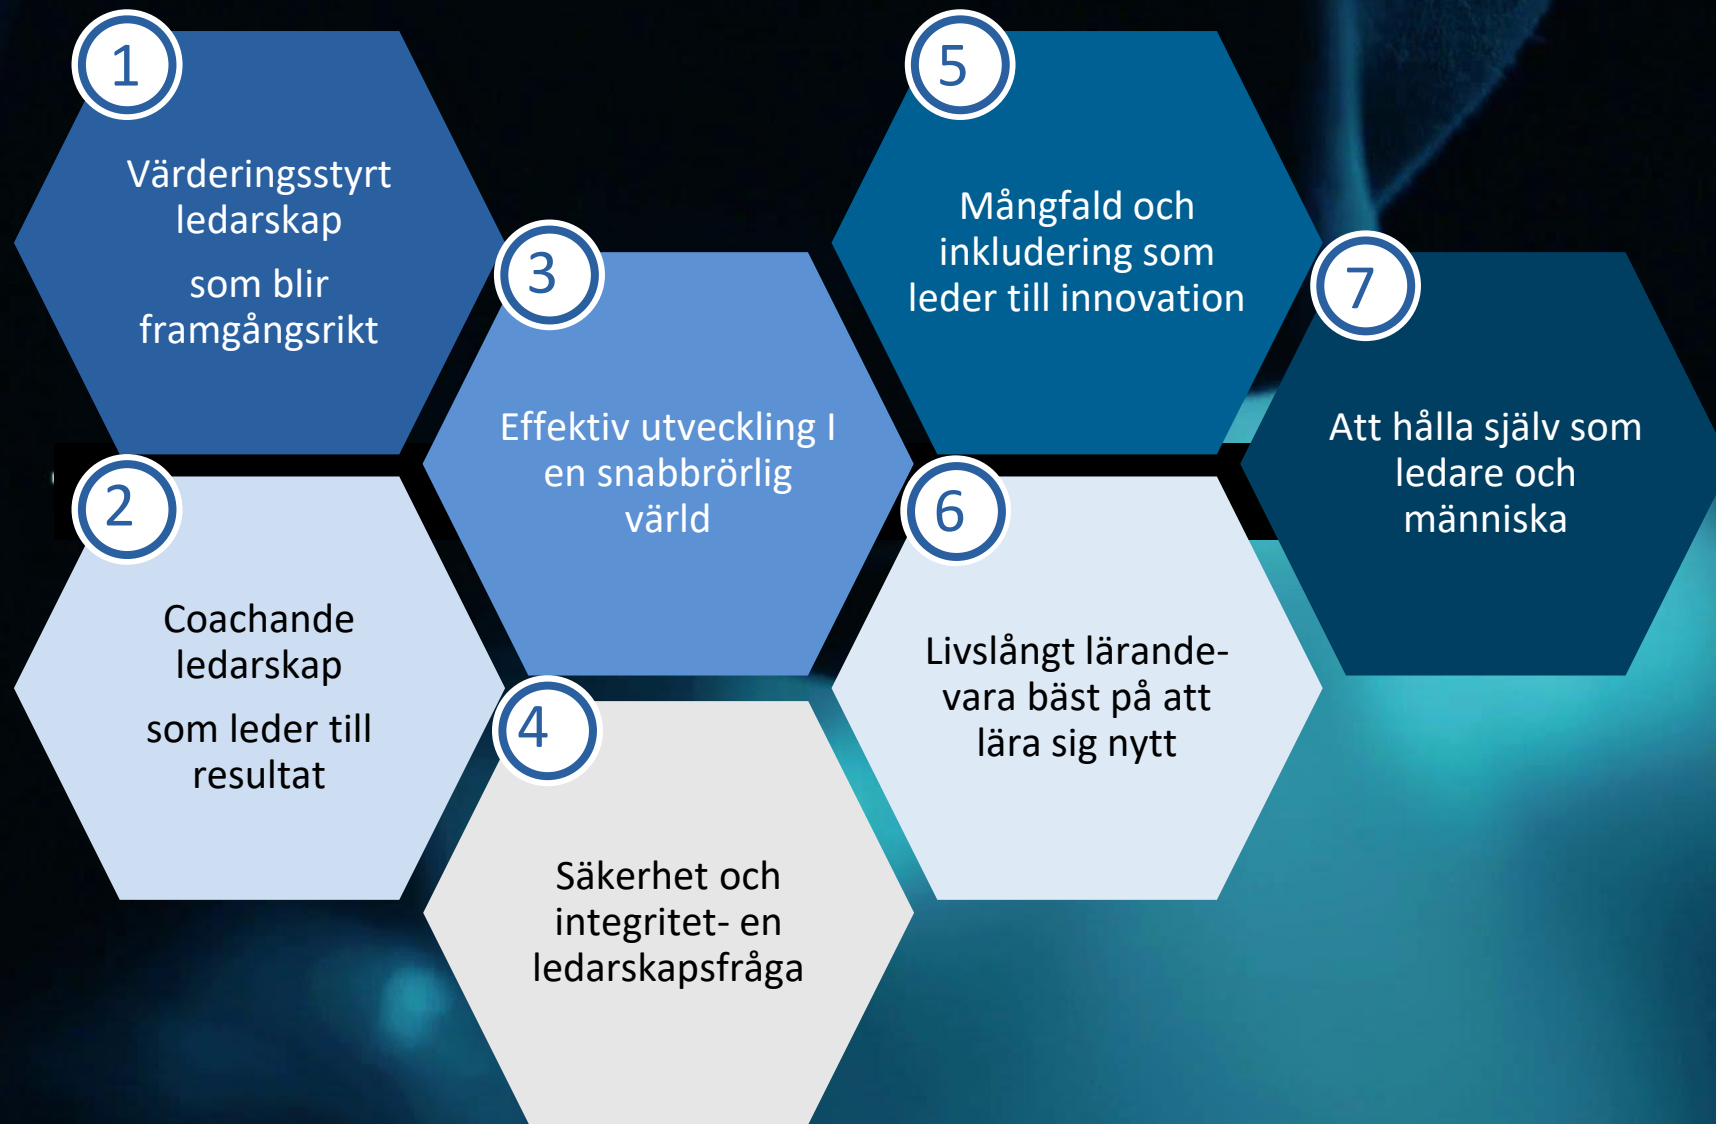 1
Värderingsstyrt
ledarskap
som blir
framgångsrikt
2
Coachande
ledarskap
som leder till
resultat
3
Effektiv utveckling I
en snabbrörlig
värld
4
Säkerhet och
integritet- en
ledarskapsfråga
5
Mångfald och
inkludering som
leder till innovation
6
Livslångt lärande-
vara bäst på att
lära sig nytt
7
Att hålla själv som
ledare och
människa